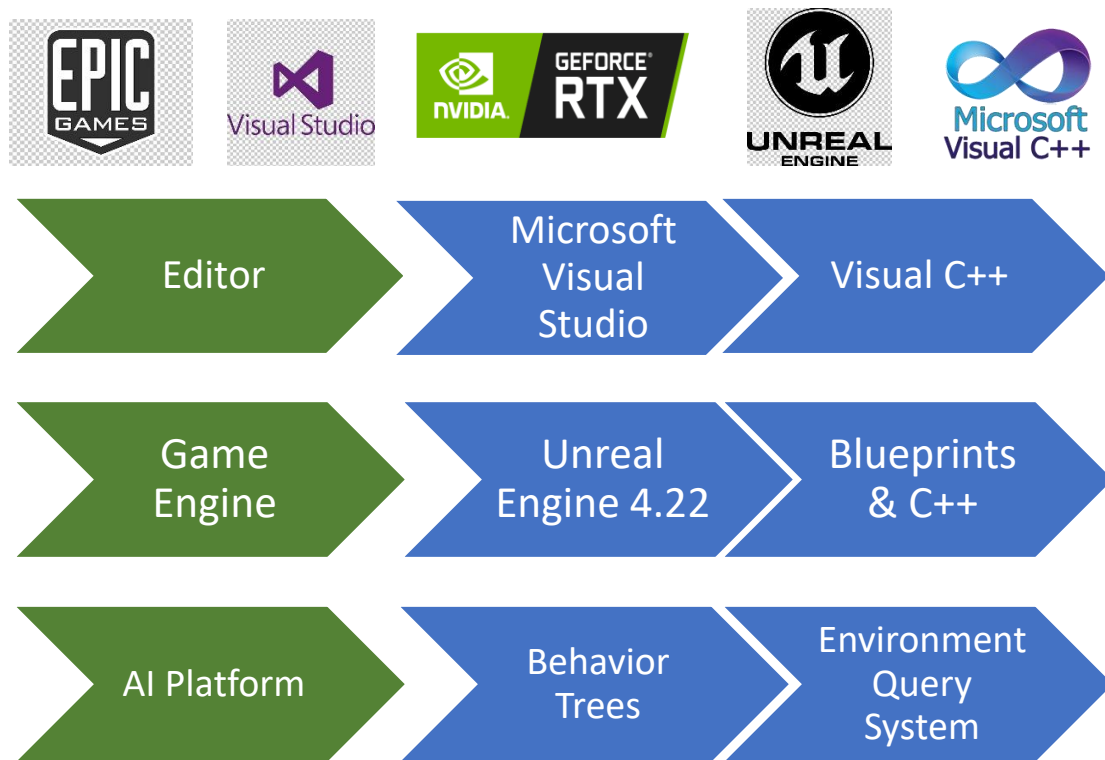 EPIC
GAMES
Visual Studio
NVIDIA.
GEFORCE®
RTX
UNREAL
ENGINE
Microsoft
Visual C++
Editor
Microsoft
Visual
Studio
Visual C++
Game
Engine
Unreal
Engine 4.22
Blueprints
& C++
AI Platform
Behavior
Trees
Environment
Query
System